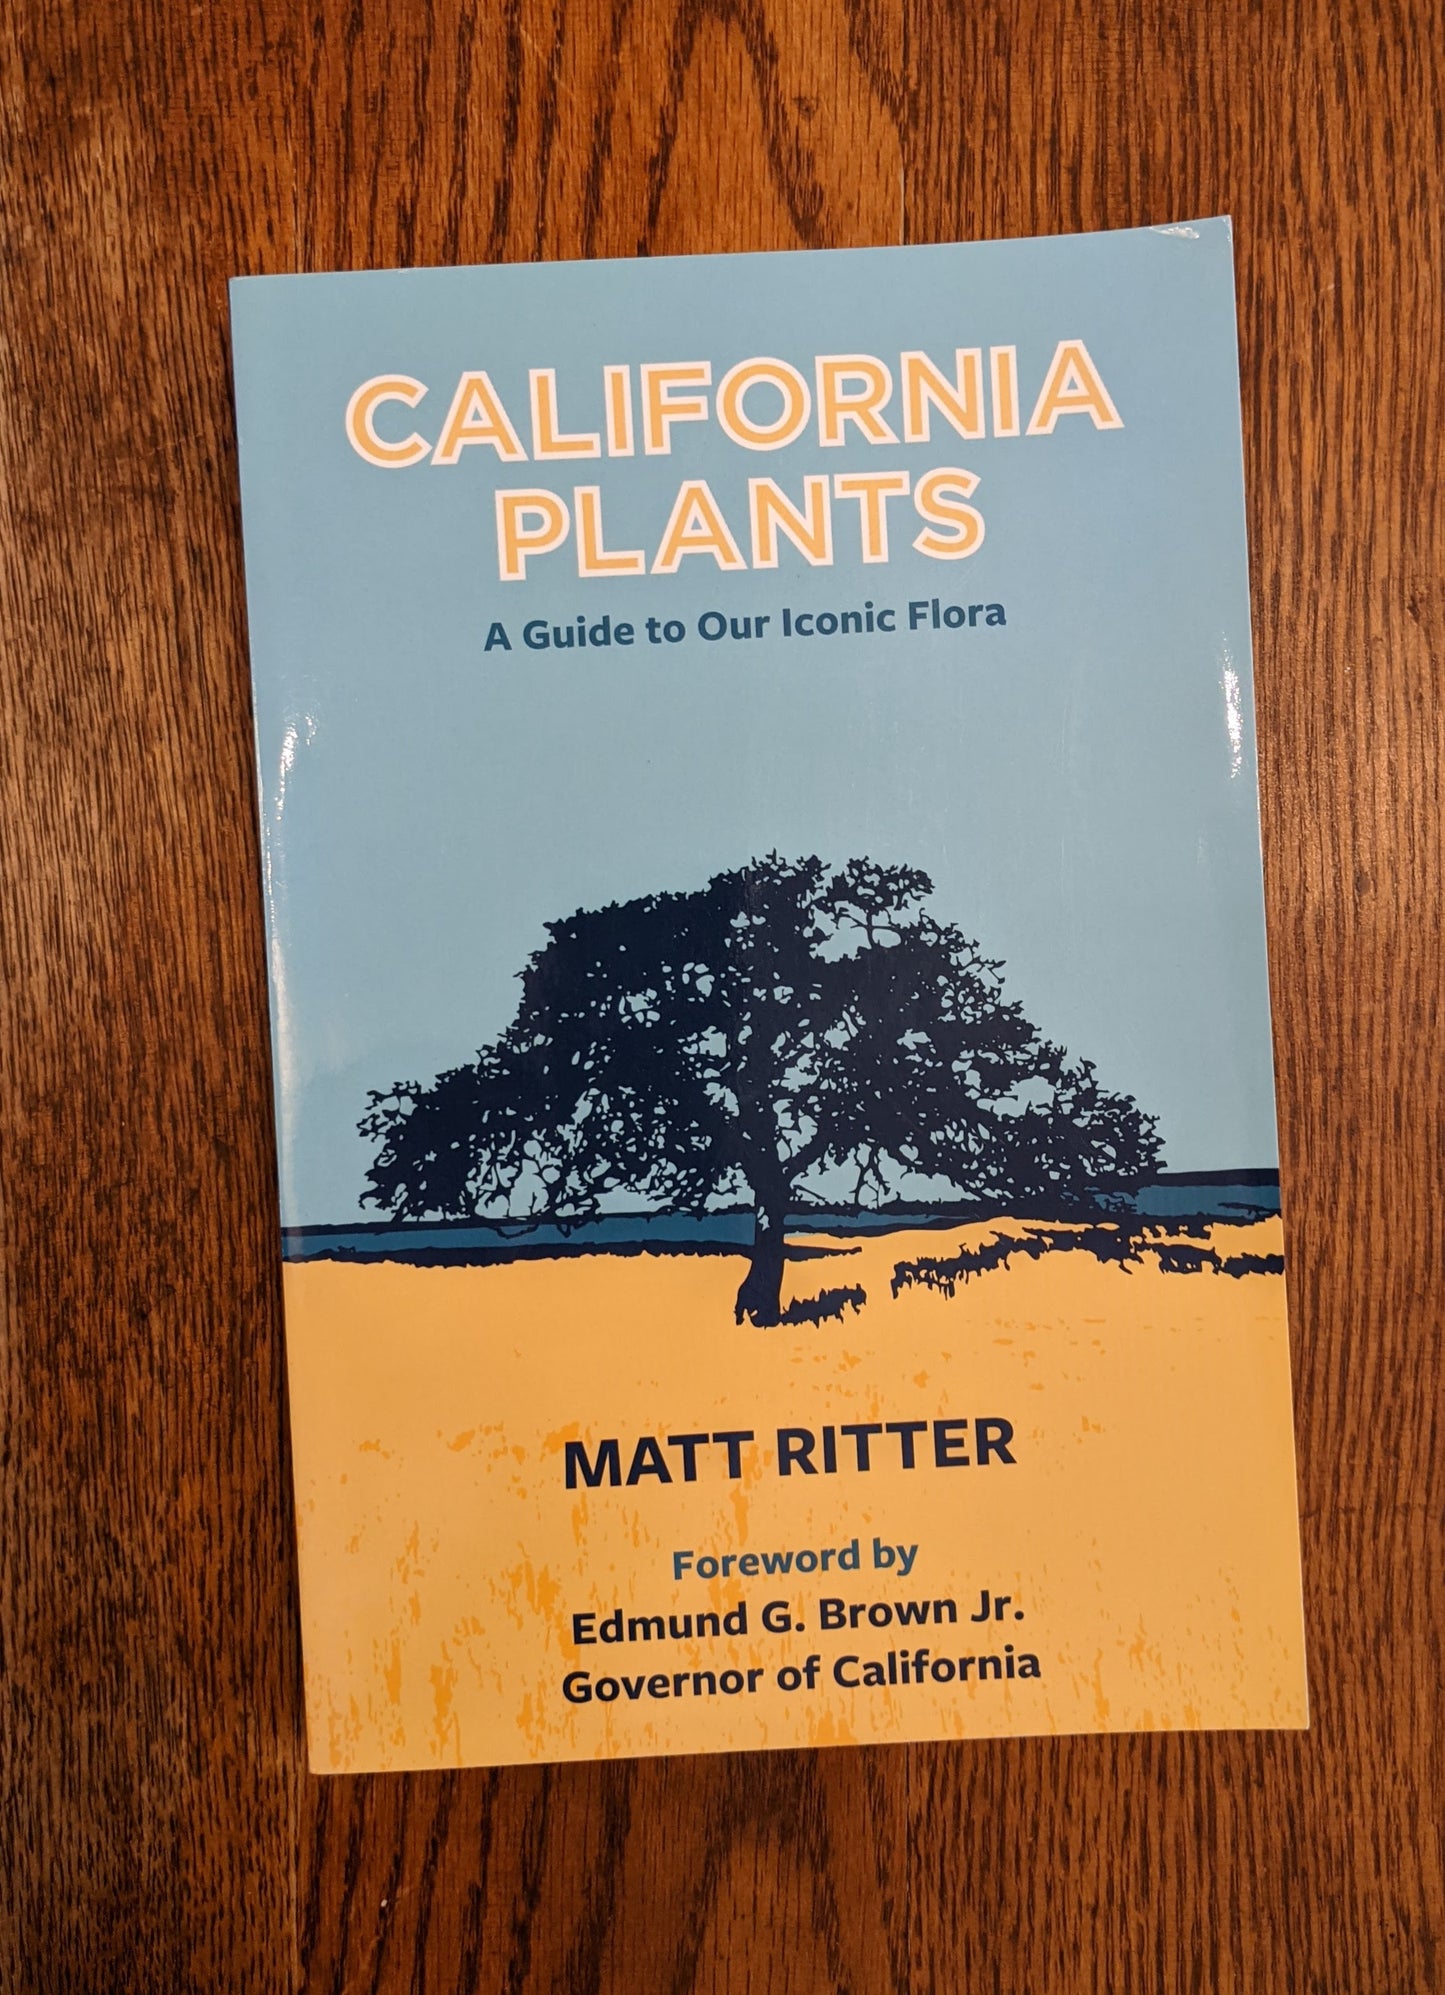 CALIFORNIA
PLANTS
A Guide to Our Iconic Flora
MATT RITTER
Foreword by
Edmund G. Brown Jr.
Governor of California